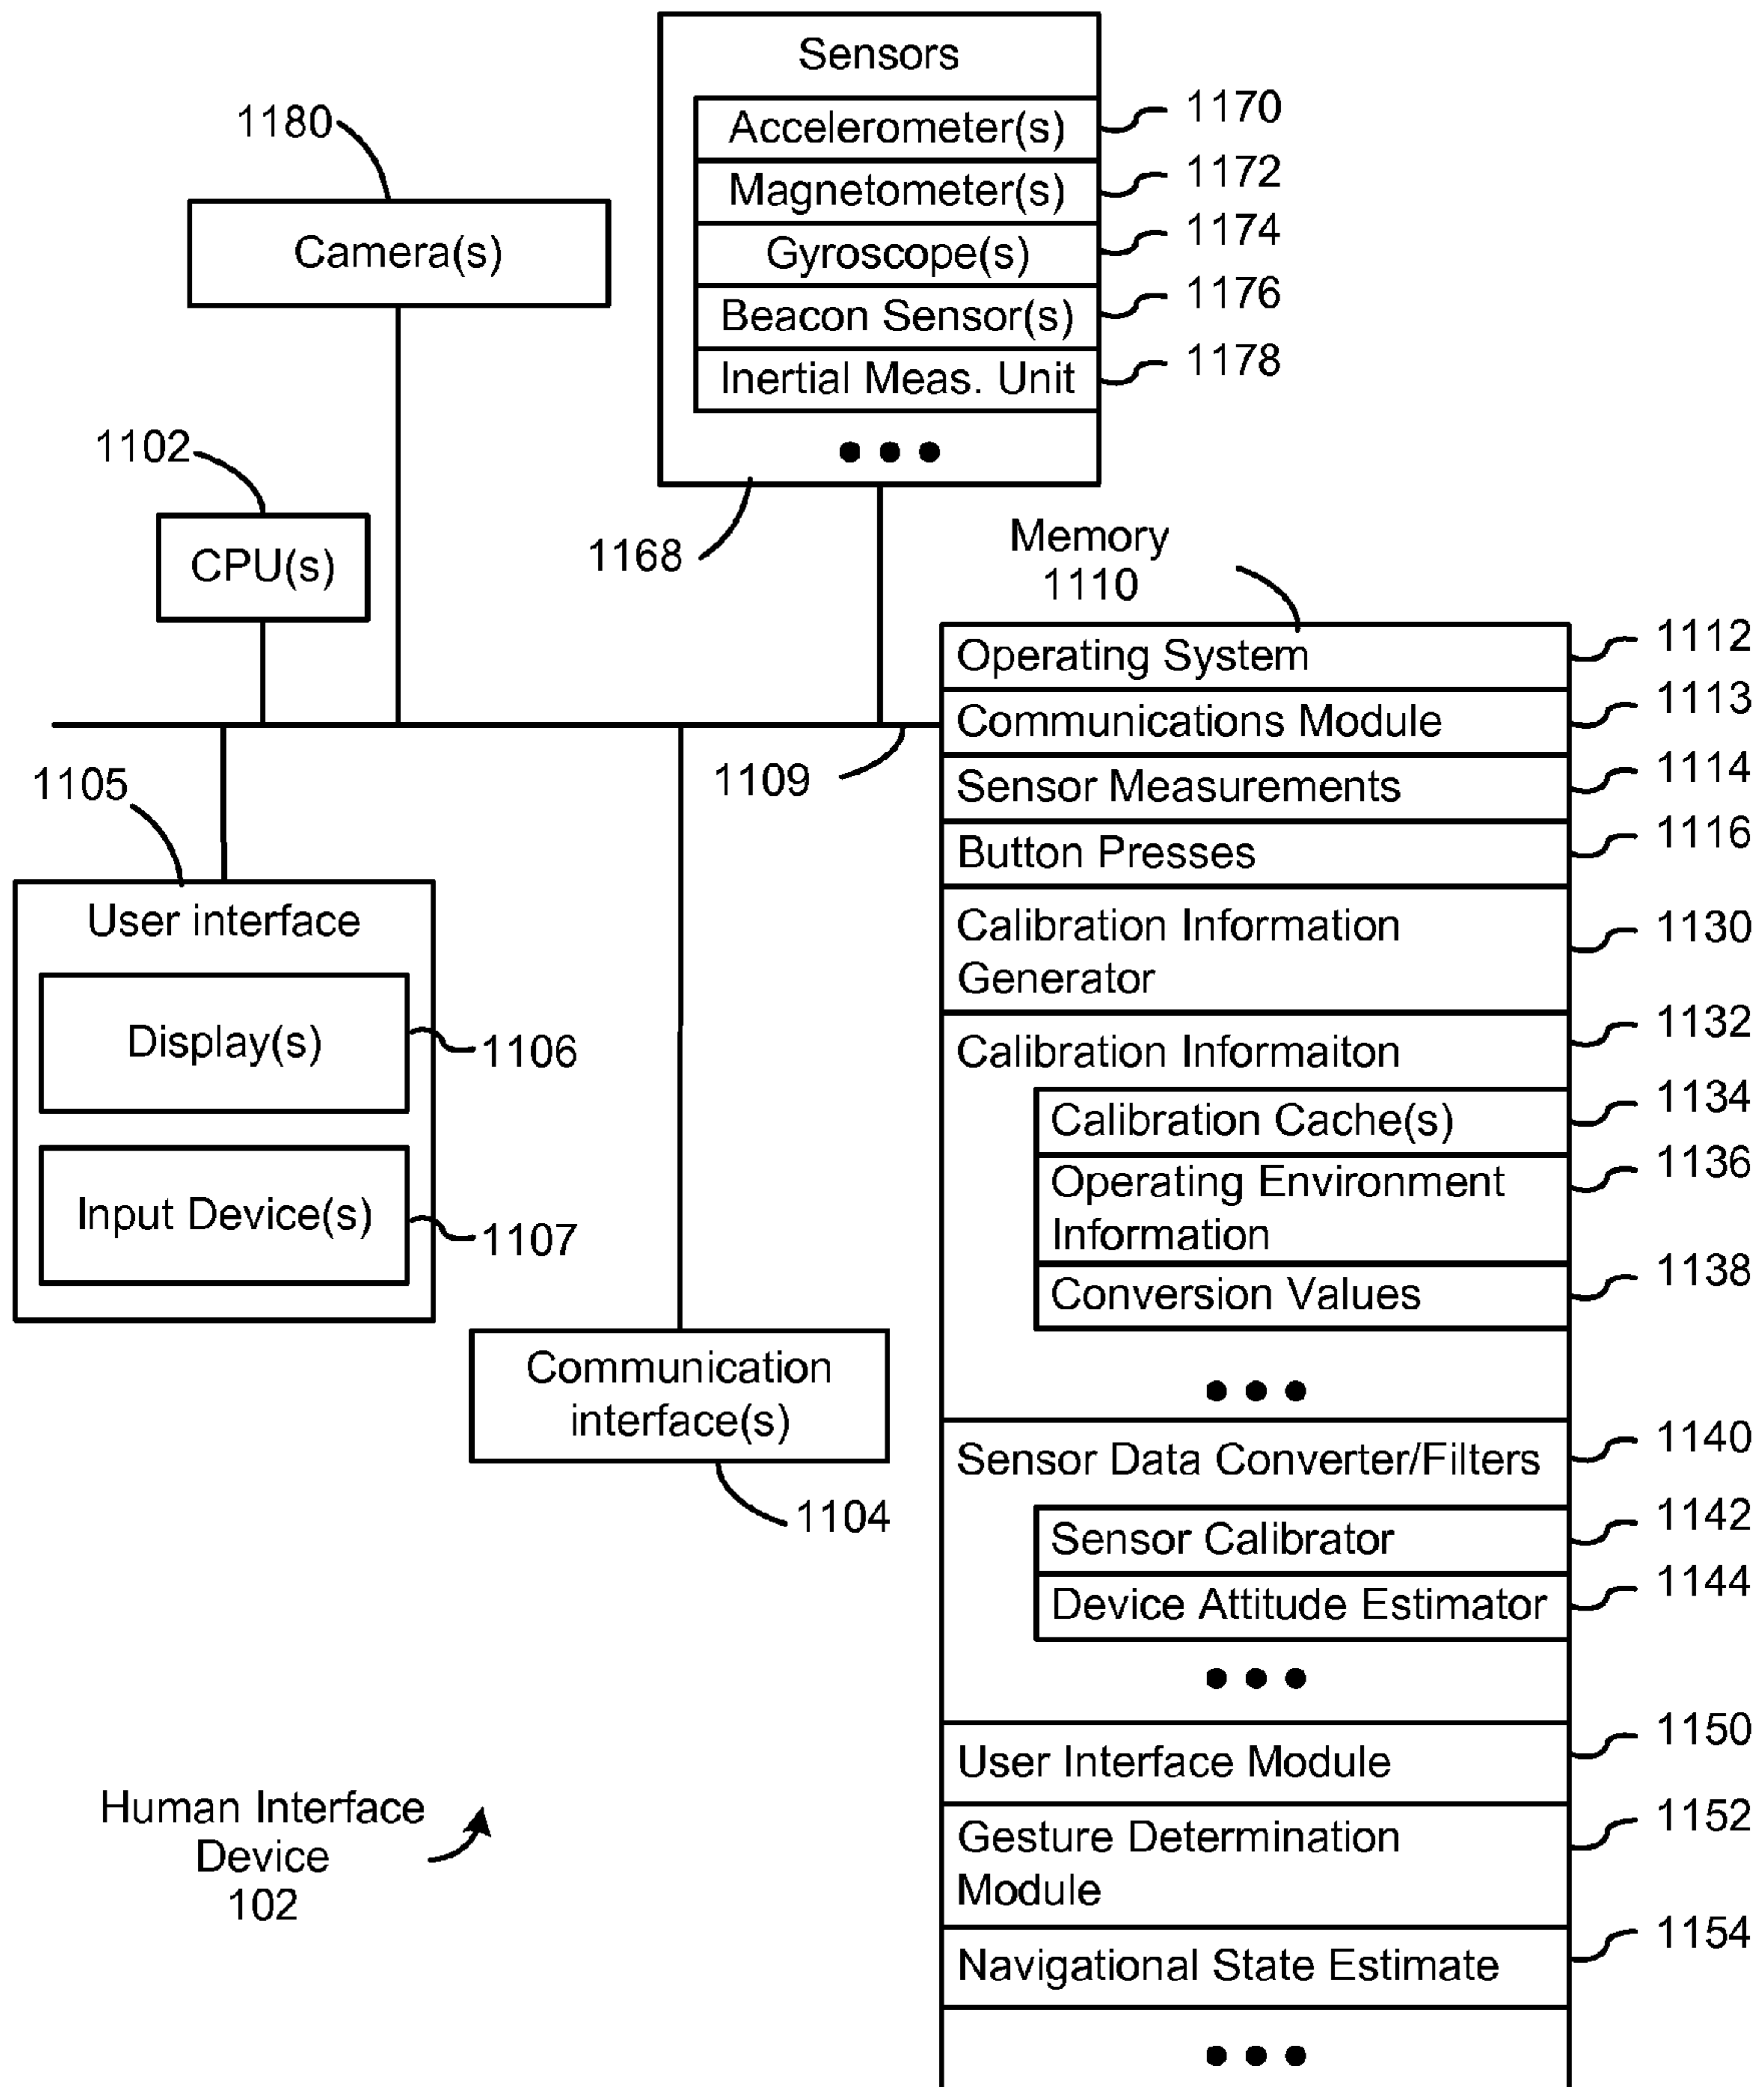 Sensors
Accelerometer(s)
1170
Magnetometer(s)
1172
Gyroscope(s)
1174
Beacon Sensor(s)
1176
Inertial Meas. Unit
1178
1168
1180
Camera(s)
1102
CPU(s)
1109
1105
User interface
Display(s)
1106
Input Device(s)
1107
Communication
interface(s)
1104
Memory
1110
Operating System
1112
Communications Module
1113
Sensor Measurements
1114
Button Presses
1116
Calibration Information
Generator
1130
Calibration Informaiton
1132
Calibration Cache(s)
1134
Operating Environment
Information
1136
Conversion Values
1138
Sensor Data Converter/Filters
1140
Sensor Calibrator
1142
Device Attitude Estimator
1144
User Interface Module
1150
Gesture Determination
Module
1152
Navigational State Estimate
1154
Human Interface
Device
102